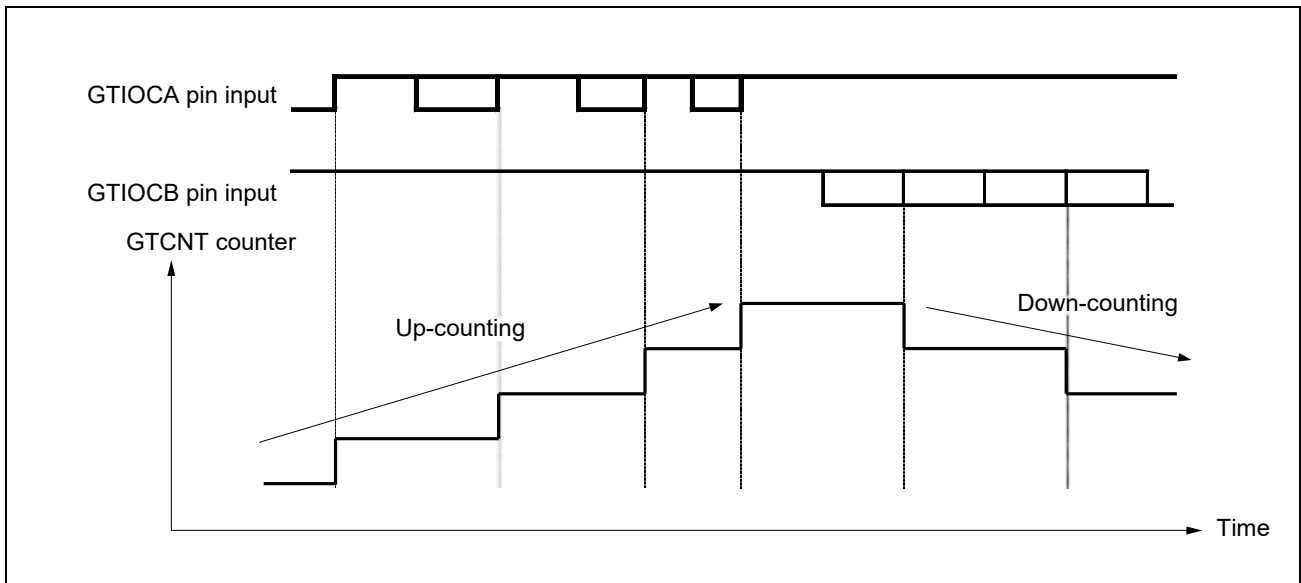 GTIOCA pin input
GTIOCB pin input
GTCNT counter
Up-counting
Down-counting
Time